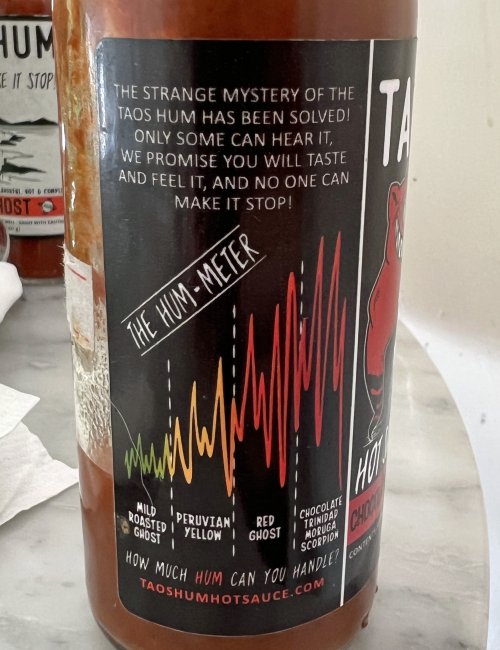 THE STRANGE MYSTERY OF THE
TAOS HUM HAS BEEN SOLVED!
ONLY SOME CAN HEAR IT,
WE PROMISE YOU WILL TASTE
AND FEEL IT, AND NO ONE CAN
MAKE IT STOP!
THE HUM-METER
MILD
ROASTED
GHOST
PERUVIAN
YELLOW
RED
GHOST
CHOCOLATE
TRINIDAD
MORUGA
SCORPION
HOW MUCH HUM CAN YOU HANDLE?
TAOSHUMHOTSAUCE.COM
TA
HOT
HUM
IT STOP